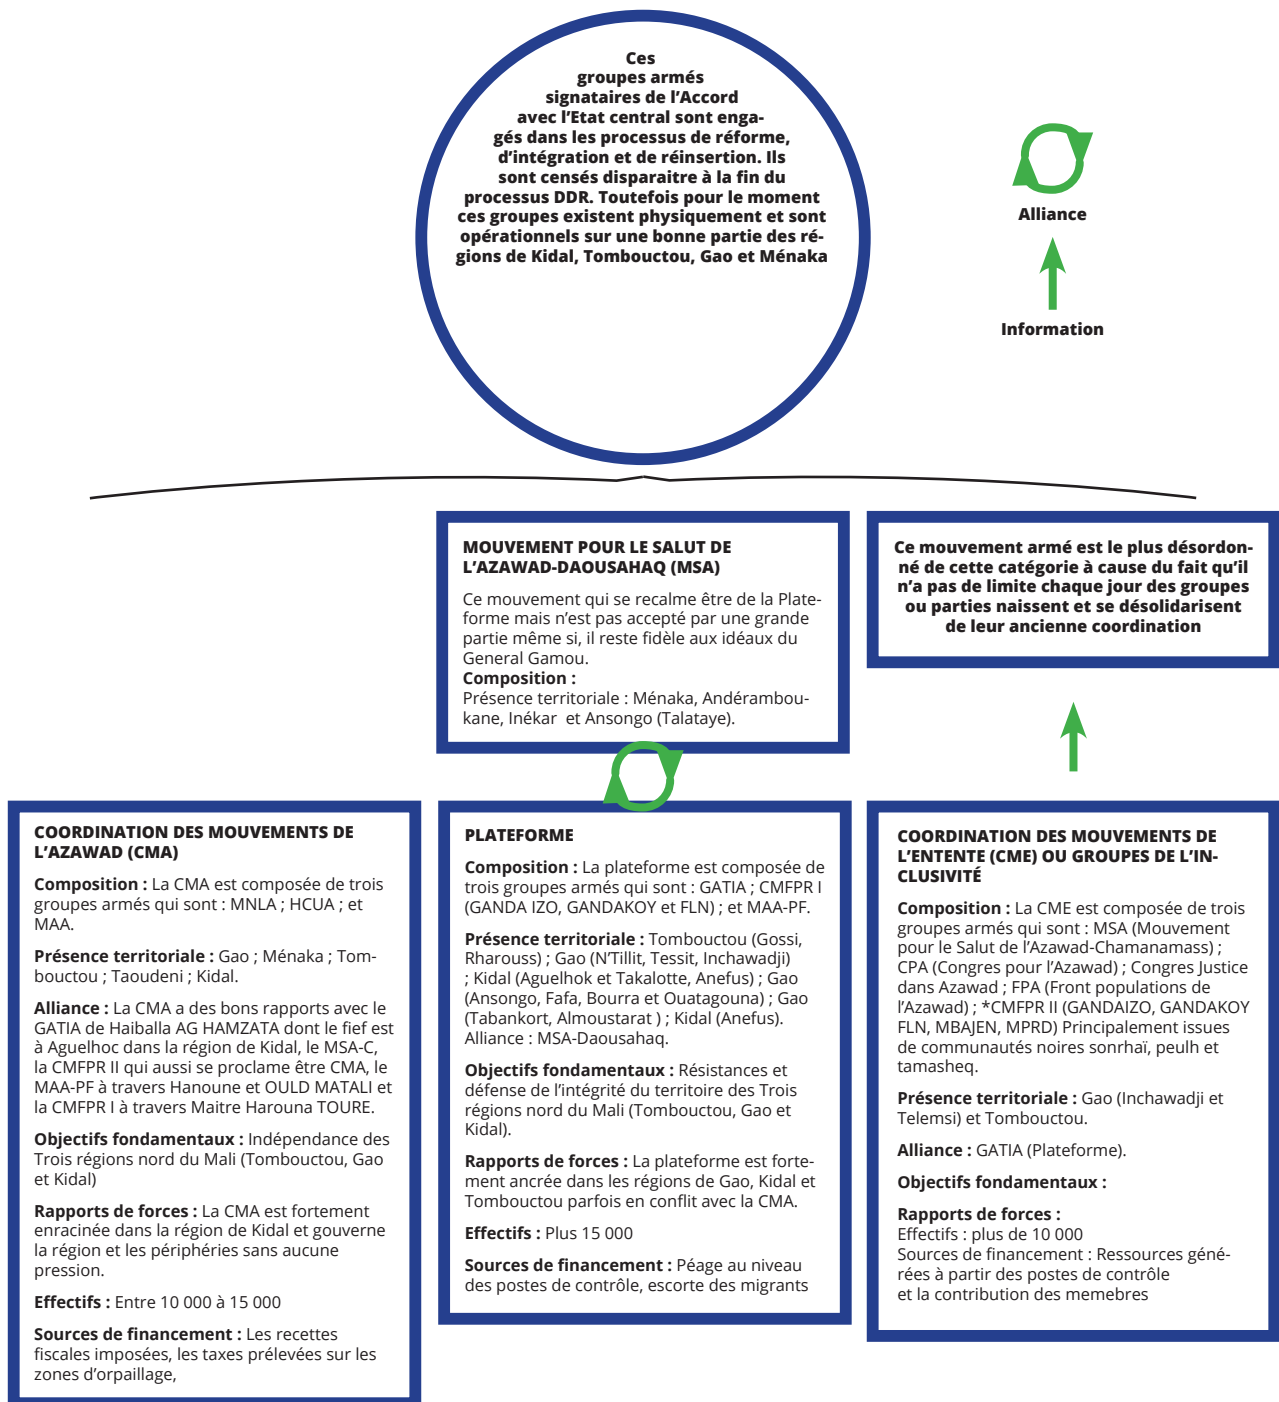 Ces
groupes armés
signataires de l'Accord
avec l'Etat central sont enga-
gés dans les processus de réforme,
d'intégration et de réinsertion. Ils
sont censés disparaitre à la fin du
processus DDR. Toutefois pour le moment
ces groupes existent physiquement et sont
opérationnels sur une bonne partie des ré-
gions de Kidal, Tombouctou, Gao et Ménaka
Alliance
Information
MOUVEMENT POUR LE SALUT DE
L'AZAWAD-DAOUSAHAQ (MSA)
Ce mouvement qui se recalme être de la Plate-
forme mais n'est pas accepté par une grande
partie même si, il reste fidèle aux idéaux du
General Gamou.
Composition :
Présence territoriale : Ménaka, Andérambou-
kane, Inékar et Ansongo (Talataye).
Ce mouvement armé est le plus désordon-
né de cette catégorie à cause du fait qu'il
n'a pas de limite chaque jour des groupes
ou parties naissent et se désolidarisent
de leur ancienne coordination
COORDINATION DES MOUVEMENTS DE
L'AZAWAD (CMA)
Composition : La CMA est composée de trois
groupes armés qui sont : MNLA ; HCUA ; et
MAA.
Présence territoriale : Gao ; Ménaka ; Tom-
bouctou ; Taoudeni ; Kidal.
Alliance : La CMA a des bons rapports avec le
GATIA de Haiballa AG HAMZATA dont le fief est
à Aguelhoc dans la région de Kidal, le MSA-C,
la CMFPR II qui aussi se proclame être CMA, le
MAA-PF à travers Hanoune et OULD MATALI et
la CMFPR I à travers Maitre Harouna TOURE.
Objectifs fondamentaux : Indépendance des
Trois régions nord du Mali (Tombouctou, Gao
et Kidal)
Rapports de forces : La CMA est fortement
enracinée dans la région de Kidal et gouverne
la région et les périphéries sans aucune
pression.
Effectifs : Entre 10 000 à 15 000
Sources de financement : Les recettes
fiscales imposées, les taxes prélevées sur les
zones d'orpaillage,
PLATEFORME
Composition : La plateforme est composée de
trois groupes armés qui sont : GATIA ; CMFPR I
(GANDA IZO, GANDAKOY et FLN) ; et MAA-PF.
Présence territoriale : Tombouctou (Gossi,
Rharouss) ; Gao (N'Tillit, Tessit, Inchawadji)
; Kidal (Aguelhok et Takalotte, Anefus) ; Gao
(Ansongo, Fafa, Bourra et Ouatagouna) ; Gao
(Tabankort, Almoustarat ) ; Kidal (Anefus).
Alliance : MSA-Daousahaq.
Objectifs fondamentaux : Résistances et
défense de l'intégrité du territoire des Trois
régions nord du Mali (Tombouctou, Gao et
Kidal).
Rapports de forces : La plateforme est forte-
ment ancrée dans les régions de Gao, Kidal et
Tombouctou parfois en conflit avec la CMA.
Effectifs : Plus 15 000
Sources de financement : Péage au niveau
des postes de contrôle, escorte des migrants
COORDINATION DES MOUVEMENTS DE
L'ENTENTE (CME) OU GROUPES DE L'IN-
CLUSIVITÉ
Composition : La CME est composée de trois
groupes armés qui sont : MSA (Mouvement
pour le Salut de l'Azawad-Chamanamass) ;
CPA (Congres pour l'Azawad) ; Congres Justice
dans Azawad ; FPA (Front populations de
l'Azawad) ; *CMFPR II (GANDAIZO, GANDAKOY
FLN, MBAJEN, MPRD) Principalement issues
de communautés noires sonrhaï, peulh et
tamasheq.
Présence territoriale : Gao (Inchawadji et
Telemsi) et Tombouctou.
Alliance : GATIA (Plateforme).
Objectifs fondamentaux :
Rapports de forces :
Effectifs : plus de 10 000
Sources de financement : Ressources géné-
rées à partir des postes de contrôle
et la contribution des memebres